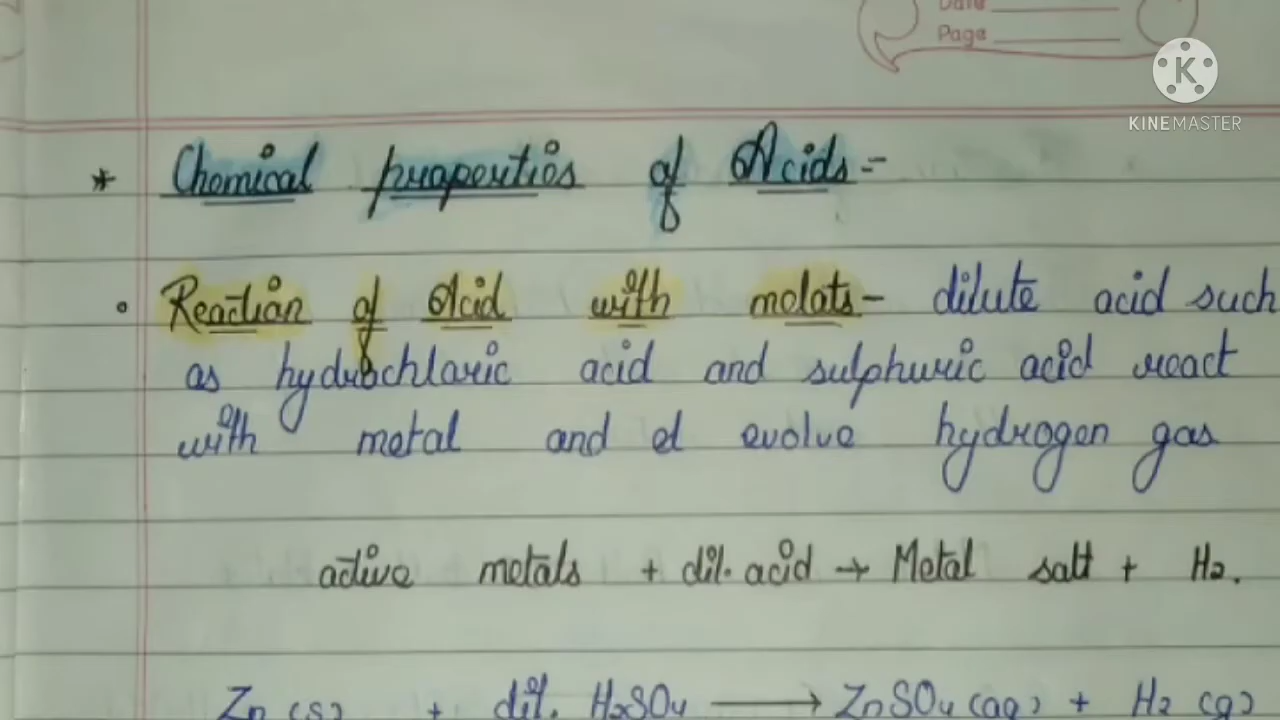 Date
Page
KINEMASTER
* Chemical properties of Acids -
• Reaction of Acid with metals - dilute acid such
as hydrochloric acid and sulphuric acid react
with metal and el evolve hydrogen gas
active metals + dil. acid → Metal salt + H2.
Zn (s) + dil. H2SO4 → ZnSO4 (aq) + H2 (g)